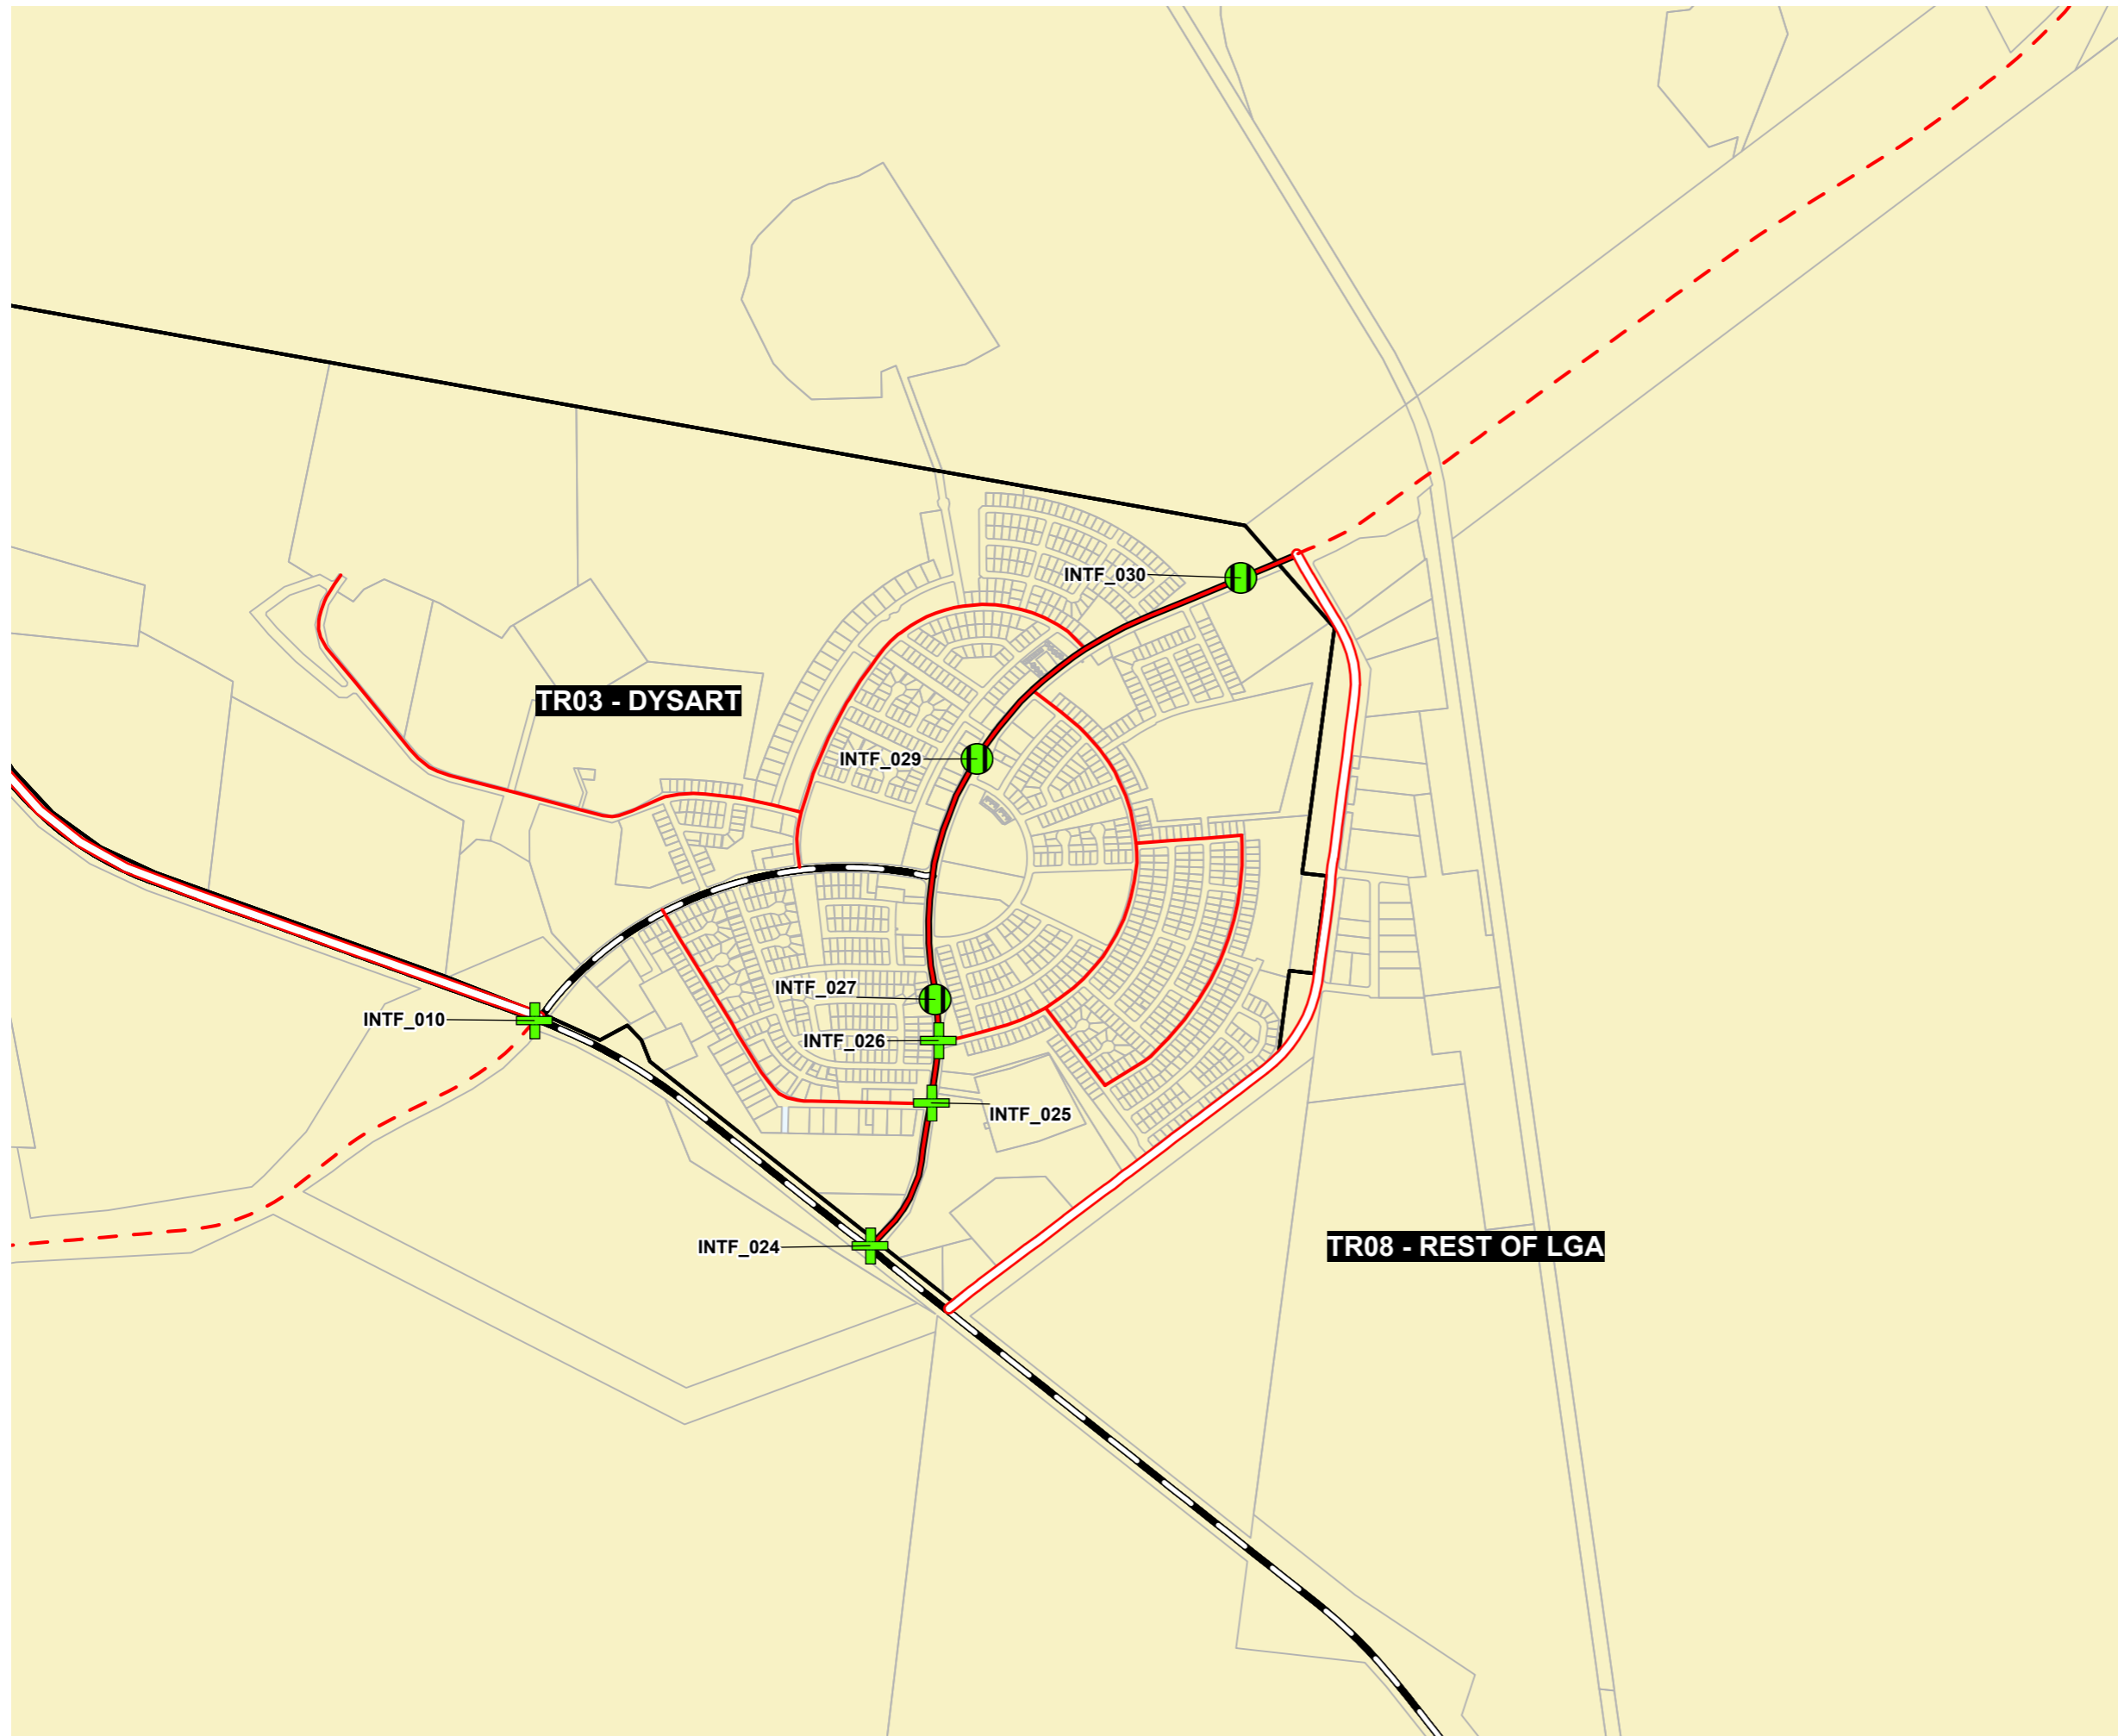 INTF_030
TR03 - DYSART
INTF_029
INTF_027
INTF_010
INTF_026
INTF_025
INTF_024
TR08 - REST OF LGA